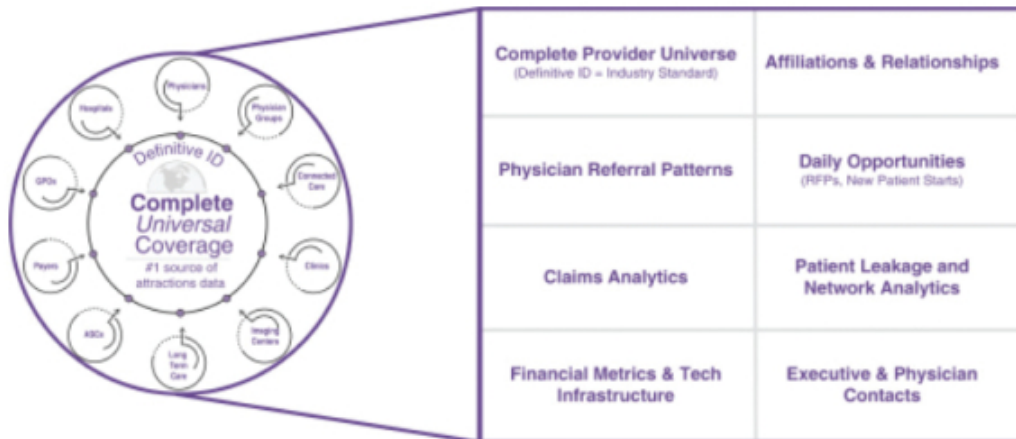 Physicians
Hospitals
Physician
Groups
GPOs
Connected
Care
Definitive ID
Complete
Universal
Coverage
#1 source of
attractions data
Payors
Clinics
ASCs
Imaging
Centers
Long
Term
Care
Complete Provider Universe
(Definitive ID = Industry Standard)
Affiliations & Relationships
Physician Referral Patterns
Daily Opportunities
(RFPs, New Patient Starts)
Claims Analytics
Patient Leakage and
Network Analytics
Financial Metrics & Tech
Infrastructure
Executive & Physician
Contacts